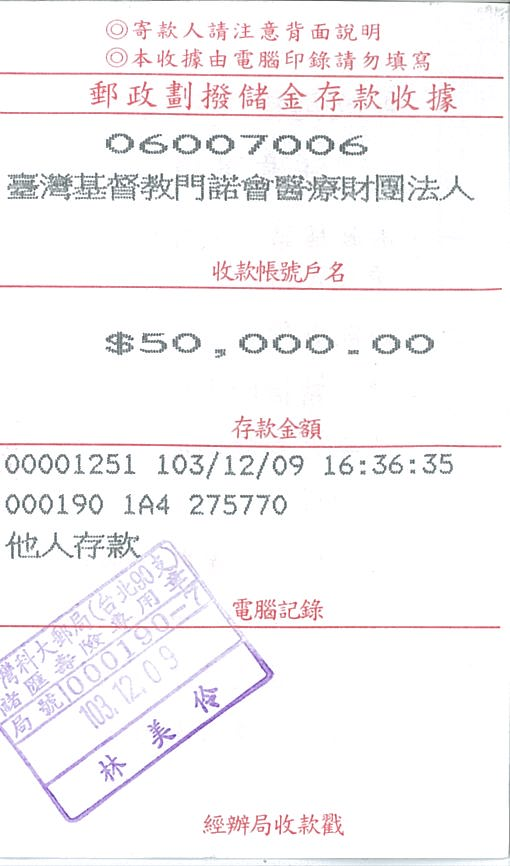 ◎寄款人請注意背面說明
◎本收據由電腦印錄請勿填寫
郵政劃撥儲金存款收據
06007006
臺灣基督教門諾會醫療財團法人
收款帳號戶名
$50,000.00
存款金額
00001251 103/12/09 16:36:35
000190 1A4 275770
他人存款
電腦記錄
灣科大郵局(台北90支)
儲匯壽險專用章
局號000190-7
103.12.09
林美伶
經辦局收款戳